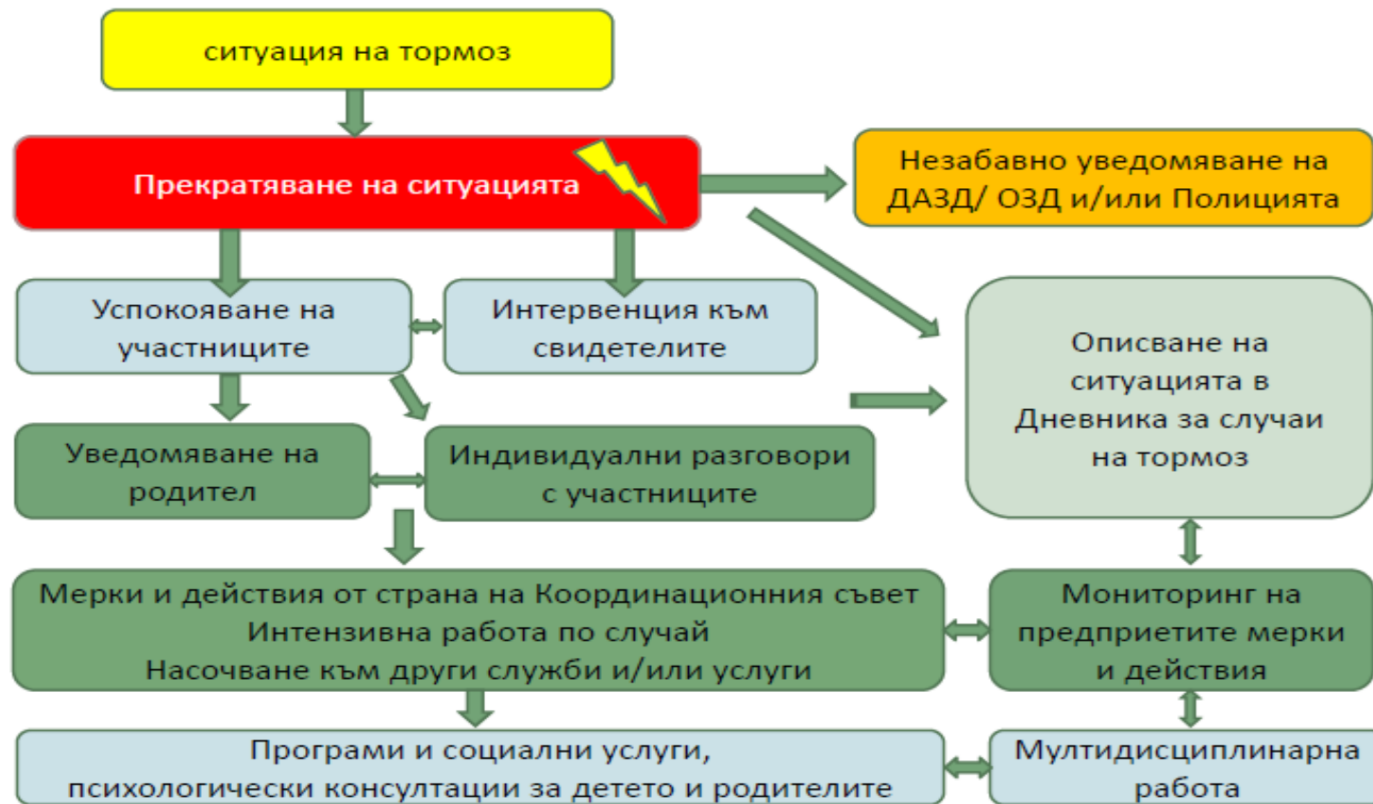 ситуация на тормоз
Прекратяване на ситуацията
Незабавно уведомяване на
ДАЗД/ ОЗД и/или Полицията
Успокояване на
участниците
Интервенция към
свидетелите
Описване на
ситуацията в
Дневника за случаи
на тормоз
Уведомяване на
родител
Индивидуални разговори
с участниците
Мерки и действия от страна на Координационния съвет
Интензивна работа по случай
Насочване към други служби и/или услуги
Мониторинг на
предприетите мерки
и действия
Програми и социални услуги,
психологически консултации за детето и родителите
Мултидисциплинарна
работа